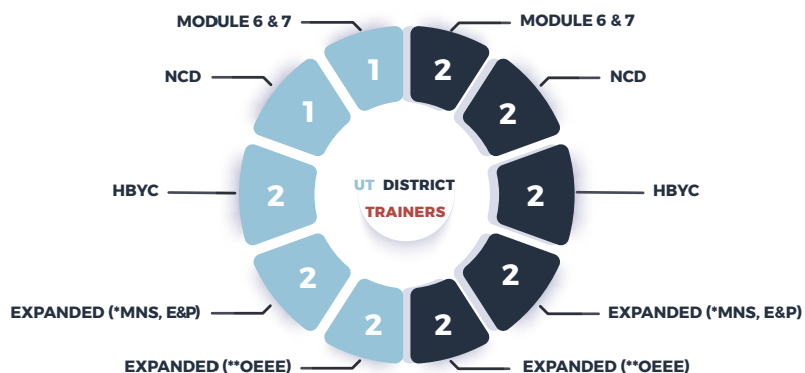 MODULE 6 & 7
MODULE 6 & 7
1
2
NCD
NCD
1
2
HBYC
HBYC
2
2
UT DISTRICT
TRAINERS
2
2
EXPANDED (*MNS, E&P)
EXPANDED (*MNS, E&P)
2
2
EXPANDED (**OEEE)
EXPANDED (**OEEE)